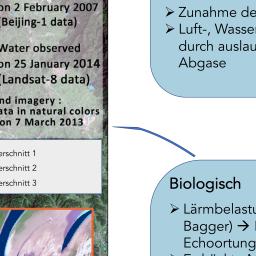 on 2 February 2007
(Beijing-1 data)
Water observed
on 25 January 2014
(Landsat-8 data)
nd imagery :
ata in natural colors
on 7 March 2013
erschnitt 1
erschnitt 2
erschnitt 3
➢ Zunahme de
➢ Luft-, Wasse
durch auslau
Abgase
Biologisch
➢ Lärmbelastu
Bagger) →
Echoortung